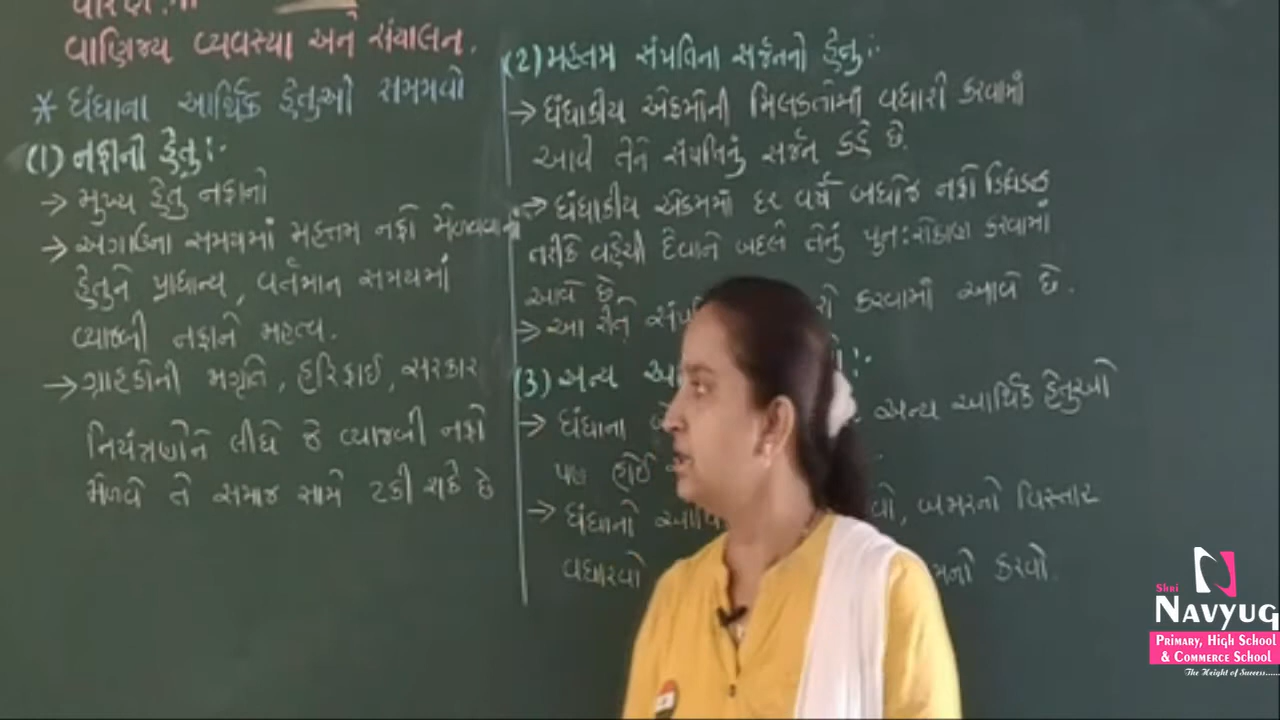 વાણિજ્ય વ્યવસ્થા અને સંચાલન.
* ધંધાના આર્થિક હેતુઓ સમજાવો
(1) નફાનો હેતુ :-
→ મુખ્ય હેતુ નફાનો
→ અગાઉના સમયમાં મહત્તમ નફો મેળવવાના
હેતુને પ્રાધાન્ય, વર્તમાન સમયમાં
વ્યાજબી નફાને મહત્વ.
→ ગ્રાહકોની જાગૃતિ, હરિફાઈ, સરકાર
નિયંત્રણોને લીધે જે વ્યાજબી નફો
મેળવે તે સમાજ સામે ટકી શકે છે
(2) મહત્તમ સંપત્તિના સર્જનનો હેતુ :-
→ ધંધાકીય એકમોની મિલકતોમાં વધારો કરવામાં
આવે તેને સંપત્તિનું સર્જન કહે છે.
→ ધંધાકીય એકમમાં દર વર્ષે બધોજ નફો ડિવિડન્ડ
તરીકે વહેંચી દેવાને બદલે તેનું પુન:રોકાણ કરવામાં
આવે છે
→ આ રીતે કરવામાં આવે છે.
(3) અન્ય
→ ધંધાના અન્ય આર્થિક હેતુઓ
પણ હોઈ
→ ધંધાનો બજારનો વિસ્તાર
વધારવો કરવો.
Shri
NAVYUG
PRIMARY, HIGH SCHOOL
& COMMERCE SCHOOL
The Height of Success......